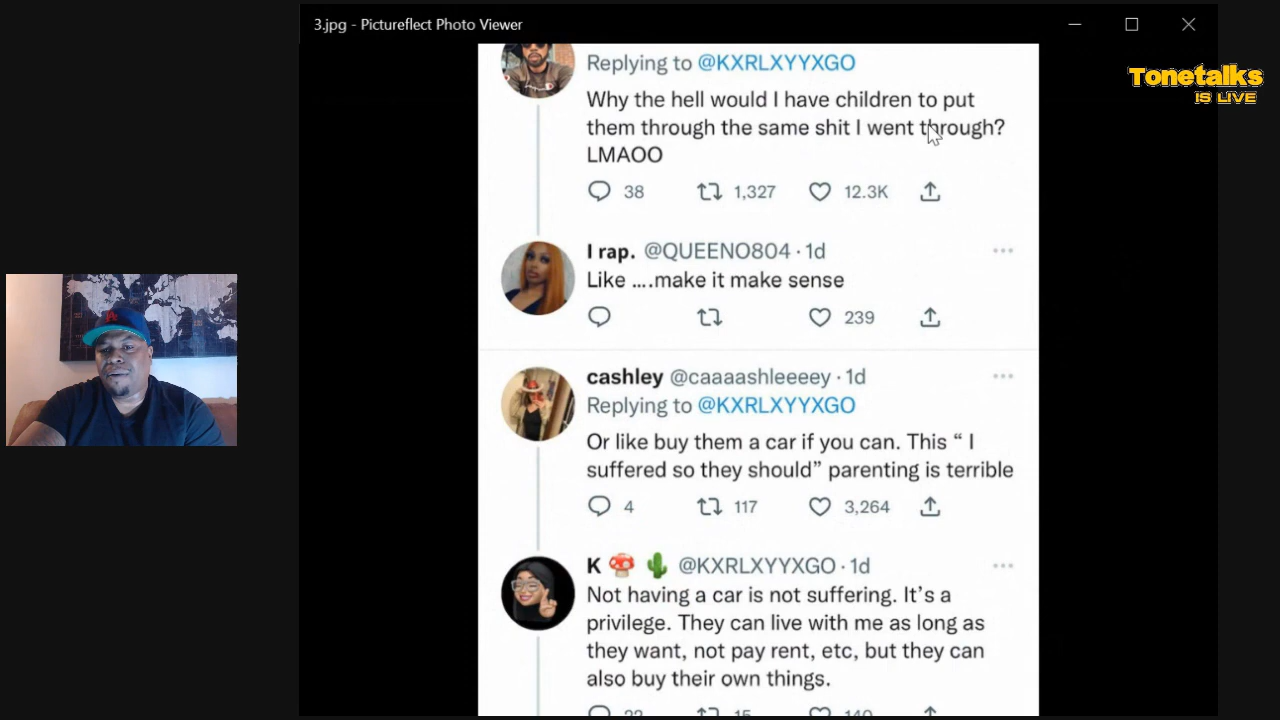 3.jpg - Pictureflect Photo Viewer
Tonetalks
IS LIVE
Replying to @KXRLXYYXGO
Why the hell would I have children to put
them through the same shit I went through?
LMAOO
38 1,327 12.3K
I rap. @QUEENO804 · 1d
Like ....make it make sense
239
cashley @caaaashleeeey · 1d
Replying to @KXRLXYYXGO
Or like buy them a car if you can. This “ I
suffered so they should” parenting is terrible
4 117 3,264
K 🍄 🌵 @KXRLXYYXGO · 1d
Not having a car is not suffering. It’s a
privilege. They can live with me as long as
they want, not pay rent, etc, but they can
also buy their own things.